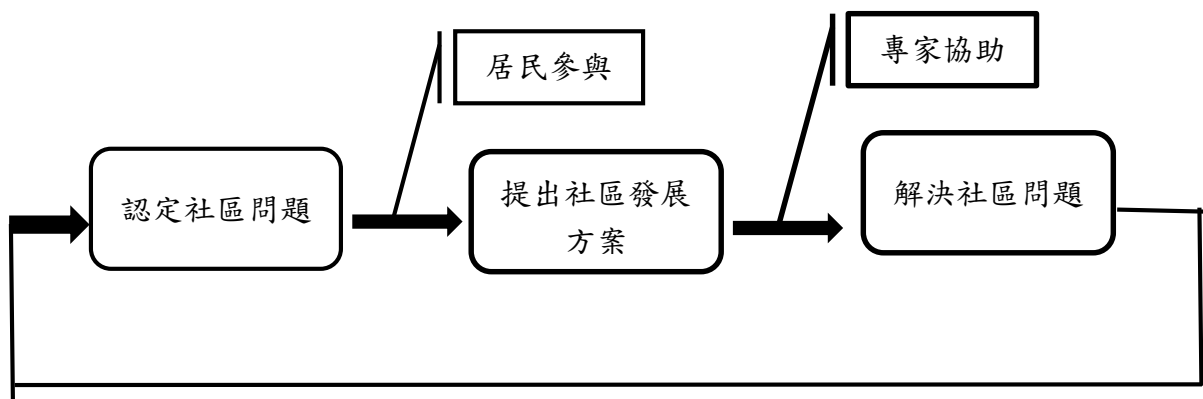 居民參與
專家協助
認定社區問題
提出社區發展
方案
解決社區問題